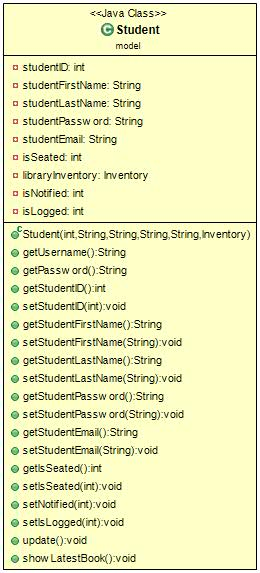 <<Java Class>>
C Student
model
studentID: int
studentFirstName: String
studentLastName: String
studentPassword: String
studentEmail: String
isSeated: int
libraryInventory: Inventory
isNotified: int
isLogged: int
C Student(int,String,String,String,String,Inventory)
getUsername():String
getPassword():String
getStudentID():int
setStudentID(int):void
getStudentFirstName():String
setStudentFirstName(String):void
getStudentLastName():String
setStudentLastName(String):void
getStudentPassword():String
setStudentPassword(String):void
getStudentEmail():String
setStudentEmail(String):void
getIsSeated():int
setIsSeated(int):void
setNotified(int):void
setIsLogged(int):void
update():void
showLatestBook():void